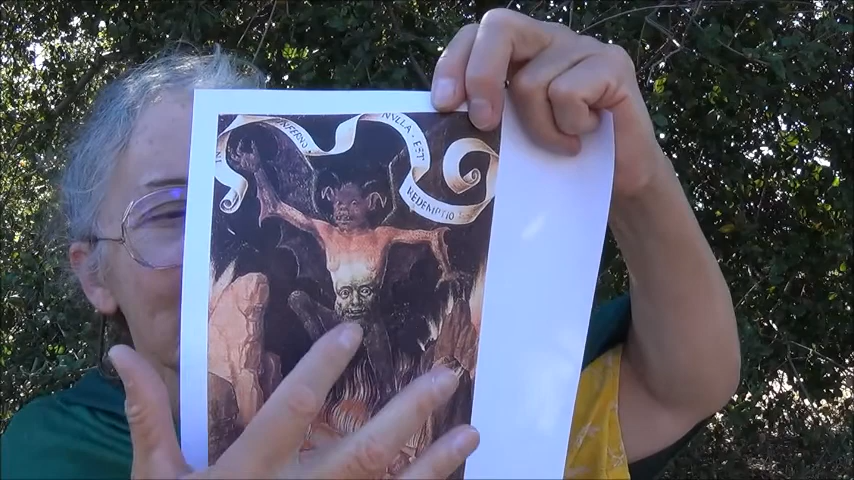 INFERNO
NVLLA · EST
REDEMPTIO